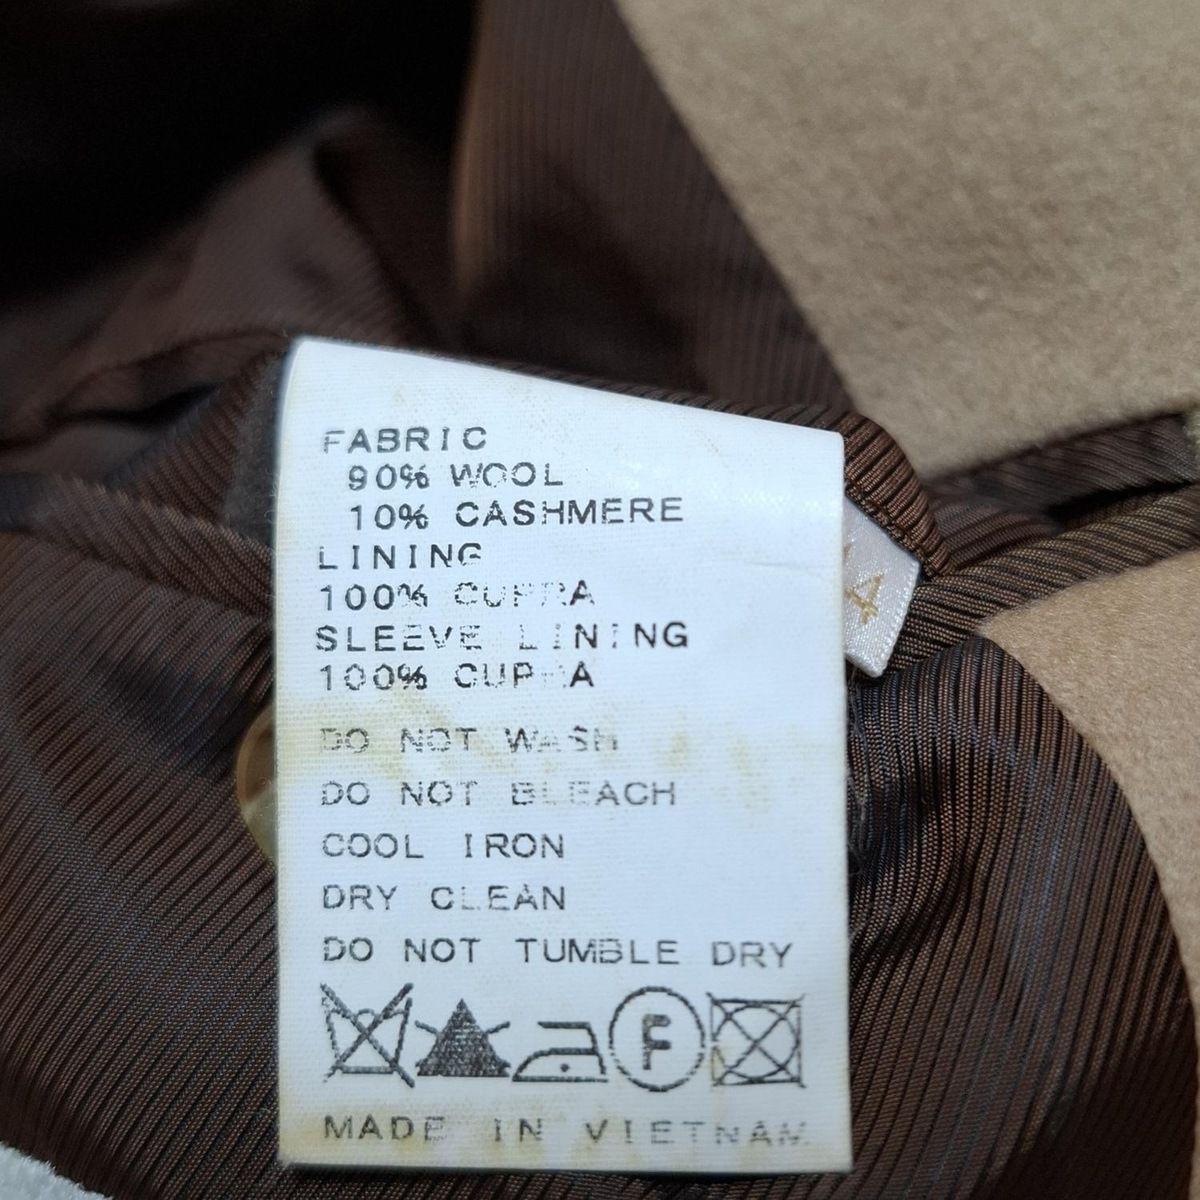 FABRIC
90% WOOL
10% CASHMERE
LINING
100% CUPRA
SLEEVE LINING
100% CUPRA
DO NOT WASH
DO NOT BLEACH
COOL IRON
DRY CLEAN
DO NOT TUMBLE DRY
F
MADE IN VIETNAM
4